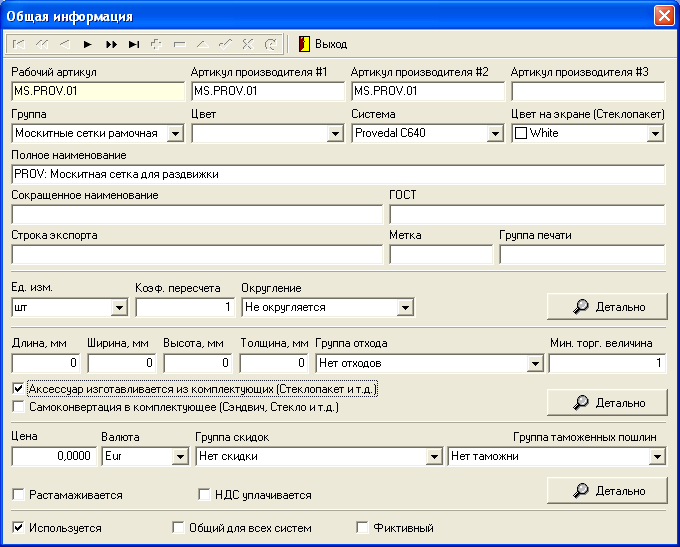 Общая информация
Выход
Рабочий артикул Артикул производителя #1 Артикул производителя #2 Артикул производителя #3
MS.PROV.01 MS.PROV.01 MS.PROV.01
Группа Цвет Система Цвет на экране (Стеклопакет)
Москитные сетки рамочная Provedal C640 White
Полное наименование
PROV: Москитная сетка для раздвижки
Сокращенное наименование ГОСТ
Строка экспорта Метка Группа печати
Ед. изм. Коэф. пересчета Округление
шт 1 Не округляется Детально
Длина, мм Ширина, мм Высота, мм Толщина, мм Группа отхода Мин. торг. величина
0 0 0 0 Нет отходов 1
Аксессуар изготавливается из комплектующих (Стеклопакет и т.д.)
Самоконвертация в комплектующее (Сэндвич, Стекло и т.д.) Детально
Цена Валюта Группа скидок Группа таможенных пошлин
0,0000 Eur Нет скидки Нет таможни
Растамаживается НДС уплачивается Детально
Используется Общий для всех систем Фиктивный